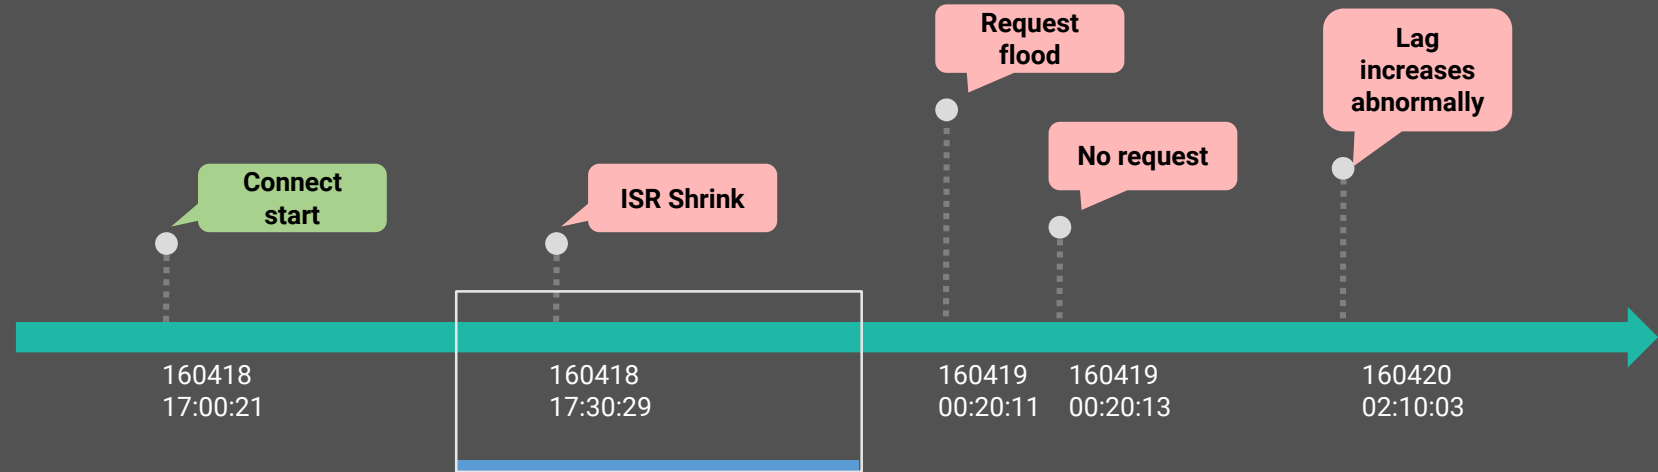 Connect
start
160418
17:00:21
ISR Shrink
160418
17:30:29
Request
flood
160419
00:20:11
No request
160419
00:20:13
Lag
increases
abnormally
160420
02:10:03